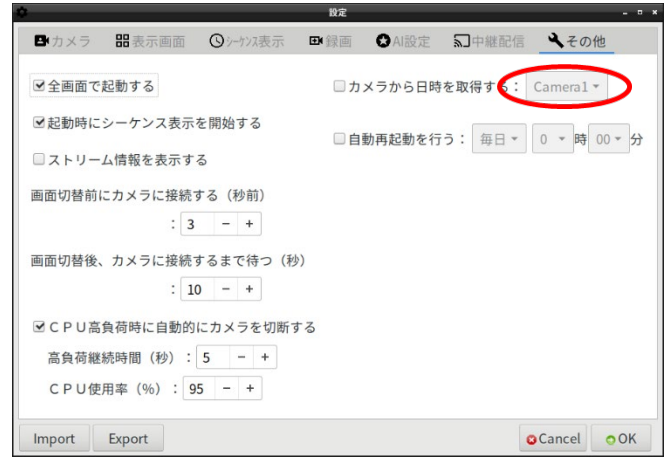 設定
カメラ 表示画面 シーケンス表示 録画 AI設定 中継配信 その他
全画面で起動する
カメラから日時を取得する： Camera1
起動時にシーケンス表示を開始する
自動再起動を行う： 毎日 0 時 00 分
ストリーム情報を表示する
画面切替前にカメラに接続する（秒前）
： 3 － ＋
画面切替後、カメラに接続するまで待つ（秒）
： 10 － ＋
ＣＰＵ高負荷時に自動的にカメラを切断する
高負荷継続時間（秒）： 5 － ＋
ＣＰＵ使用率（%）： 95 － ＋
Import Export Cancel OK